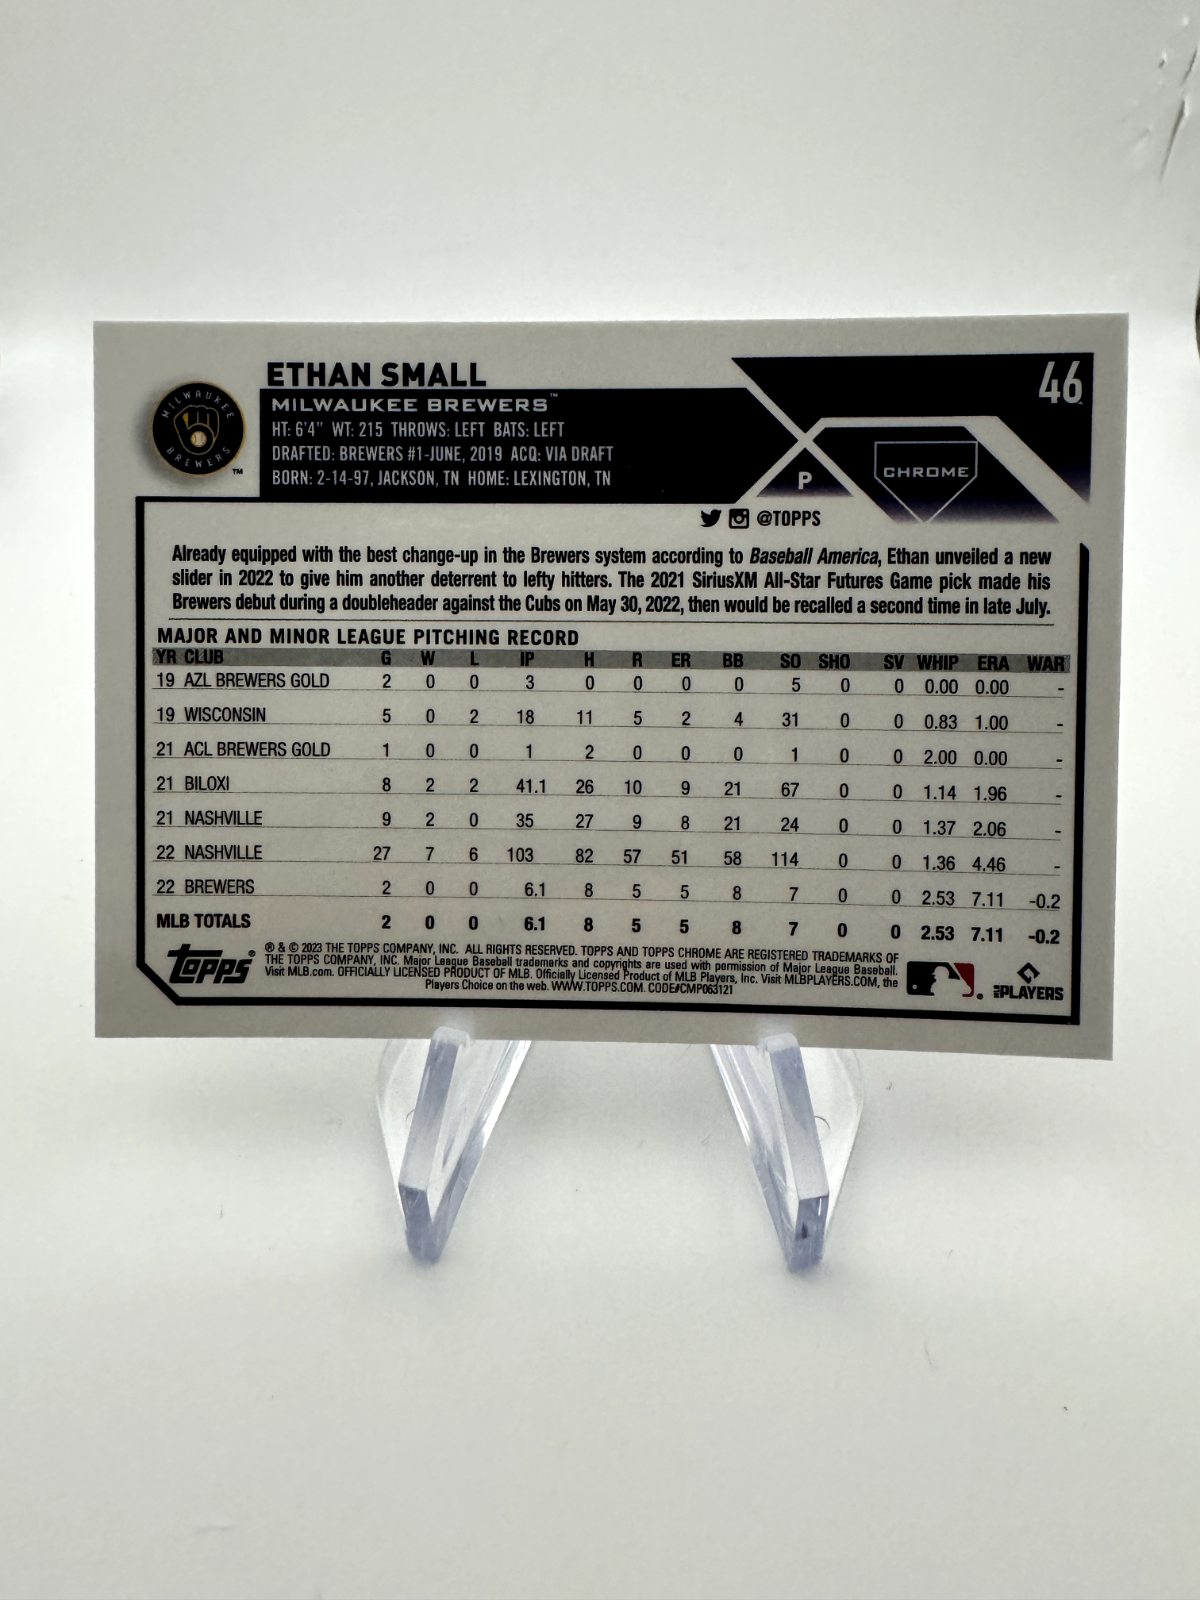 ETHAN SMALL
46
MILWAUKEE BREWERS™
MILWAUKEE
BREWERS
™
HT: 6'4" WT: 215 THROWS: LEFT BATS: LEFT
DRAFTED: BREWERS #1-JUNE, 2019 ACQ: VIA DRAFT
BORN: 2-14-97, JACKSON, TN HOME: LEXINGTON, TN
P
CHROME
@TOPPS
Already equipped with the best change-up in the Brewers system according to Baseball America, Ethan unveiled a new
slider in 2022 to give him another deterrent to lefty hitters. The 2021 SiriusXM All-Star Futures Game pick made his
Brewers debut during a doubleheader against the Cubs on May 30, 2022, then would be recalled a second time in late July.
MAJOR AND MINOR LEAGUE PITCHING RECORD
YR CLUB G W L IP H R ER BB SO SHO SV WHIP ERA WAR
19 AZL BREWERS GOLD 2 0 0 3 0 0 0 0 5 0 0 0.00 0.00 -
19 WISCONSIN 5 0 2 18 11 5 2 4 31 0 0 0.83 1.00 -
21 ACL BREWERS GOLD 1 0 0 1 2 0 0 0 1 0 0 2.00 0.00 -
21 BILOXI 8 2 2 41.1 26 10 9 21 67 0 0 1.14 1.96 -
21 NASHVILLE 9 2 0 35 27 9 8 21 24 0 0 1.37 2.06 -
22 NASHVILLE 27 7 6 103 82 57 51 58 114 0 0 1.36 4.46 -
22 BREWERS 2 0 0 6.1 8 5 5 8 7 0 0 2.53 7.11 -0.2
MLB TOTALS 2 0 0 6.1 8 5 5 8 7 0 0 2.53 7.11 -0.2
Topps®
® & © 2023 THE TOPPS COMPANY, INC. ALL RIGHTS RESERVED. TOPPS AND TOPPS CHROME ARE REGISTERED TRADEMARKS OF
THE TOPPS COMPANY, INC. Major League Baseball trademarks and copyrights are used with permission of Major League Baseball.
Visit MLB.com. OFFICIALLY LICENSED PRODUCT OF MLB. Officially Licensed Product of MLB Players, Inc. Visit MLBPLAYERS.COM, the
Players Choice on the web. WWW.TOPPS.COM. CODE#CMP063121
MLB PLAYERS